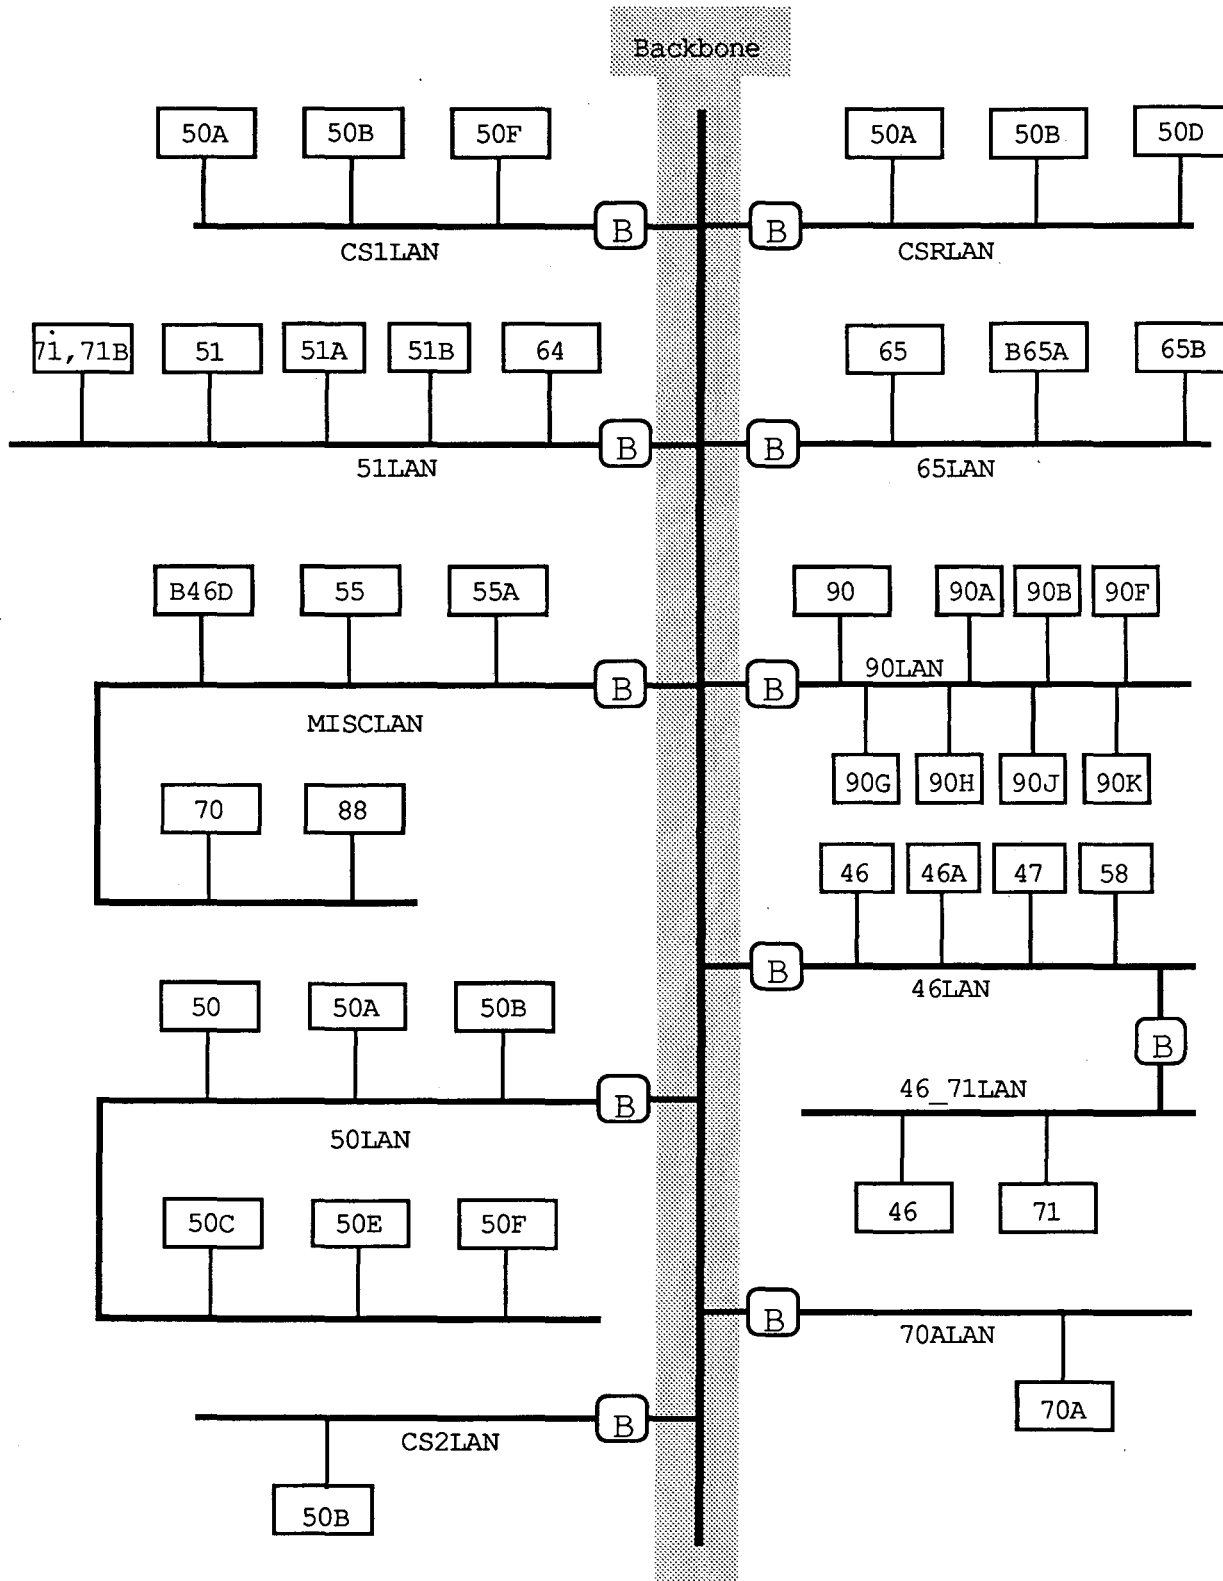 Backbone
50A 50B 50F
B
CS1LAN
50A 50B 50D
B
CSRLAN
71,71B 51 51A 51B 64
B
51LAN
65 B65A 65B
B
65LAN
B46D 55 55A
B
MISCLAN
70 88
90 90A 90B 90F
90LAN
B
90G 90H 90J 90K
46 46A 47 58
B
46LAN
B
46_71LAN
46 71
50 50A 50B
B
50LAN
50C 50E 50F
B
70ALAN
70A
B
CS2LAN
50B